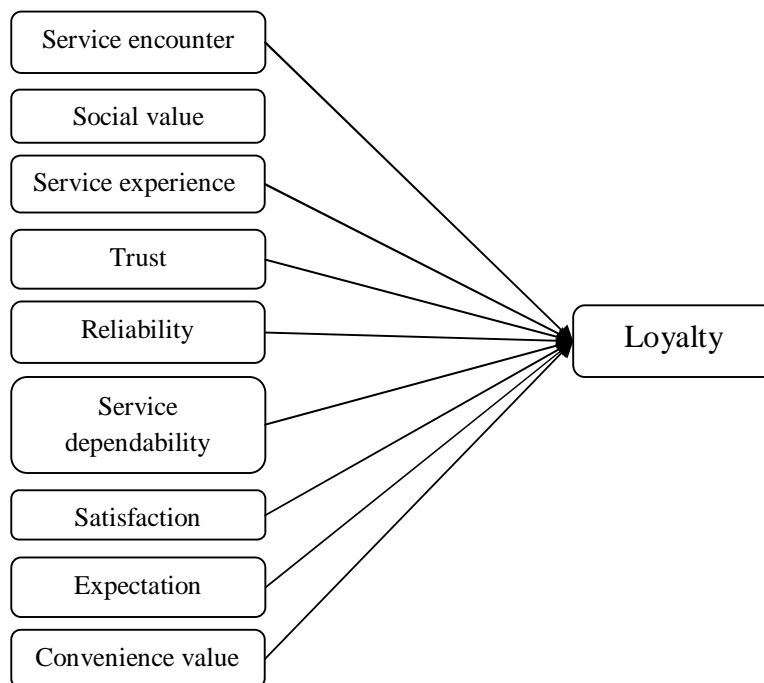 Service encounter
Social value
Service experience
Trust
Reliability
Service
dependability
Satisfaction
Expectation
Convenience value
Loyalty